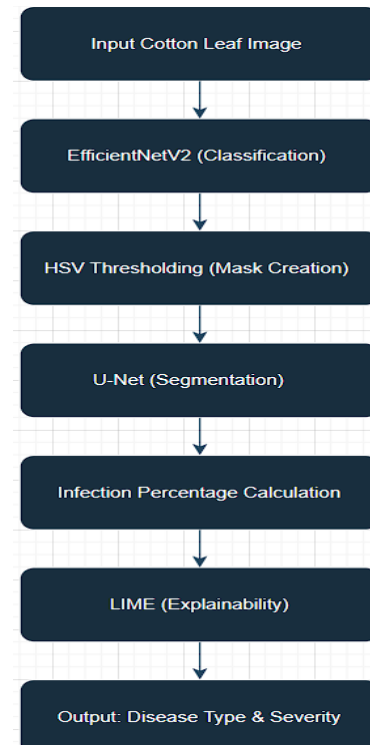 Input Cotton Leaf Image
EfficientNetV2 (Classification)
HSV Thresholding (Mask Creation)
U-Net (Segmentation)
Infection Percentage Calculation
LIME (Explainability)
Output: Disease Type & Severity